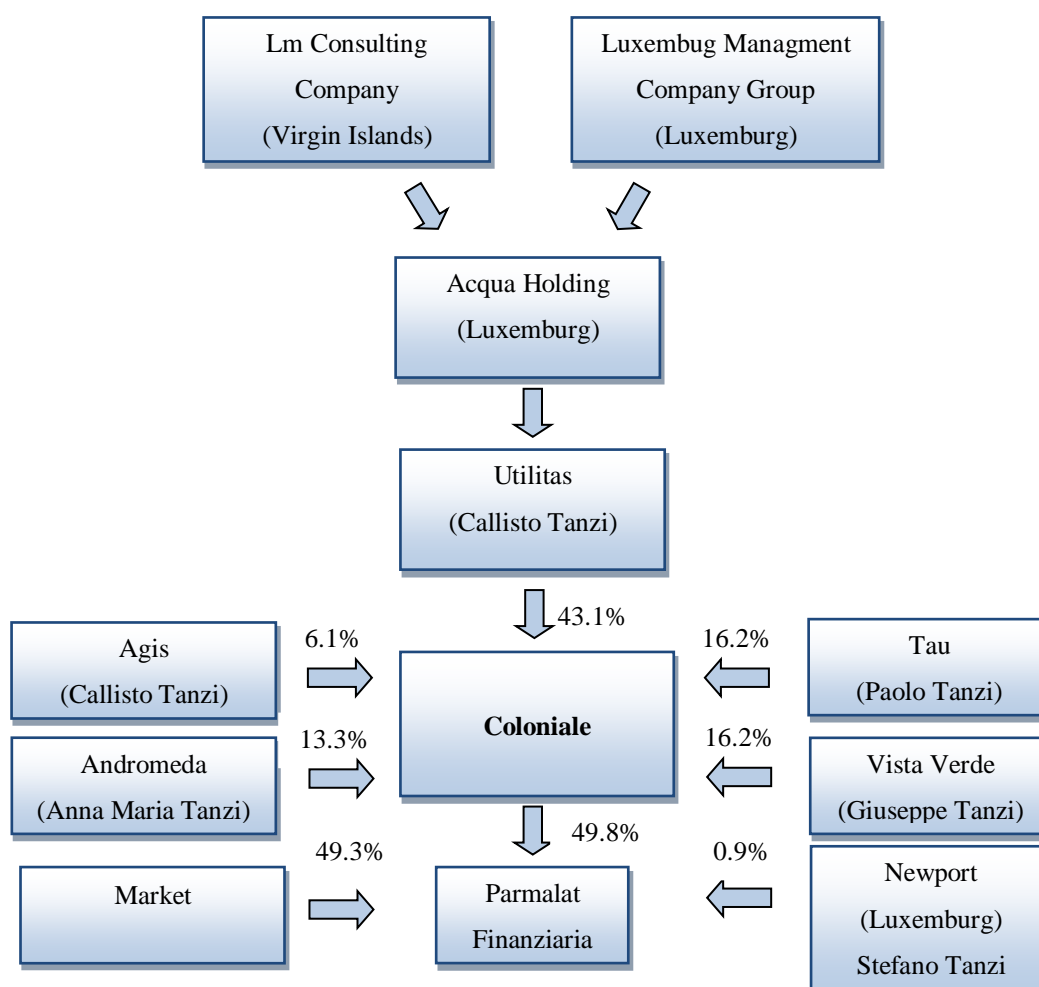 Lm Consulting
Company
(Virgin Islands)
Luxembug Managment
Company Group
(Luxemburg)
Acqua Holding
(Luxemburg)
Utilitas
(Callisto Tanzi)
43.1%
Agis
(Callisto Tanzi)
6.1%
Coloniale
16.2%
Tau
(Paolo Tanzi)
Andromeda
(Anna Maria Tanzi)
13.3%
16.2%
Vista Verde
(Giuseppe Tanzi)
49.8%
Market
49.3%
Parmalat
Finanziaria
0.9%
Newport
(Luxemburg)
Stefano Tanzi